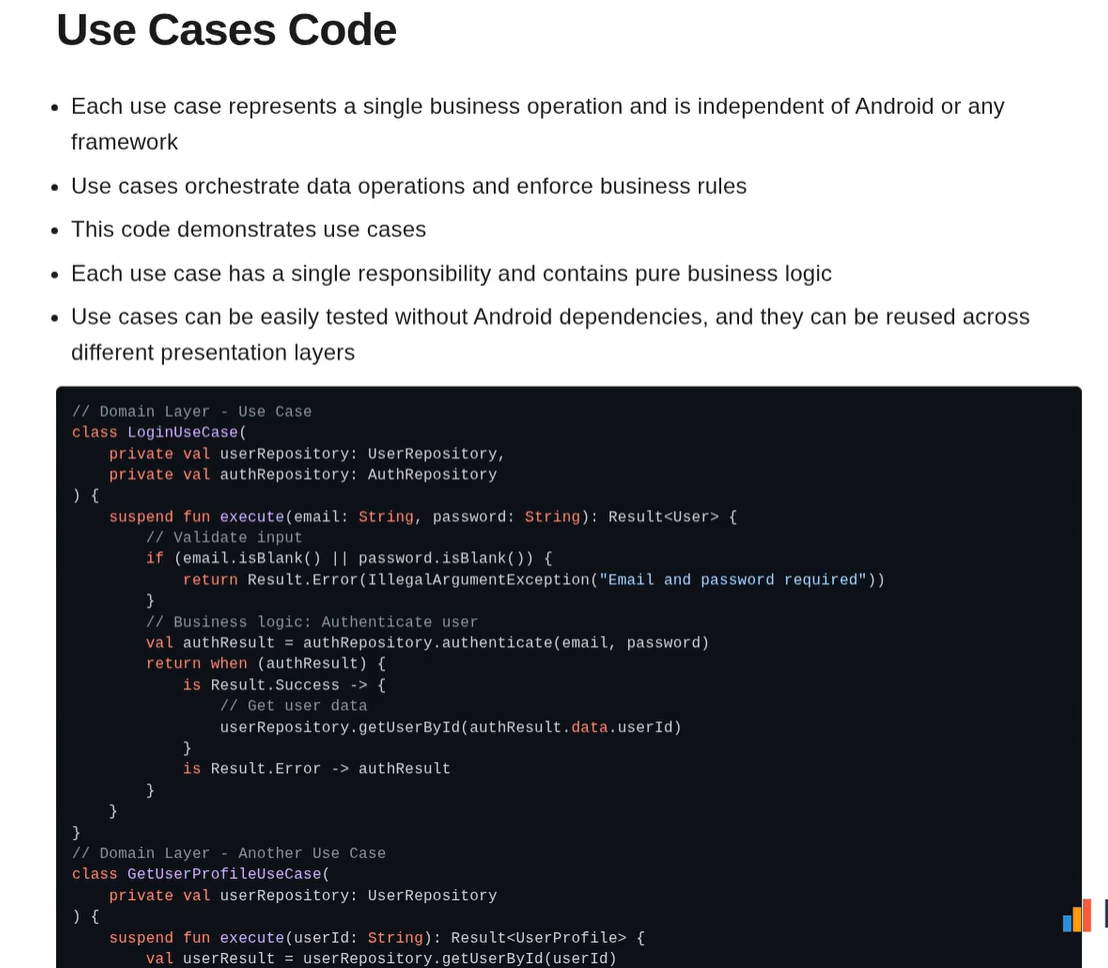 Use Cases Code
Each use case represents a single business operation and is independent of Android or any
framework
Use cases orchestrate data operations and enforce business rules
This code demonstrates use cases
Each use case has a single responsibility and contains pure business logic
Use cases can be easily tested without Android dependencies, and they can be reused across
different presentation layers
// Domain Layer - Use Case
class LoginUseCase(
    private val userRepository: UserRepository,
    private val authRepository: AuthRepository
) {
    suspend fun execute(email: String, password: String): Result<User> {
        // Validate input
        if (email.isBlank() || password.isBlank()) {
            return Result.Error(IllegalArgumentException("Email and password required"))
        }
        // Business logic: Authenticate user
        val authResult = authRepository.authenticate(email, password)
        return when (authResult) {
            is Result.Success -> {
                // Get user data
                userRepository.getUserById(authResult.data.userId)
            }
            is Result.Error -> authResult
        }
    }
}
// Domain Layer - Another Use Case
class GetUserProfileUseCase(
    private val userRepository: UserRepository
) {
    suspend fun execute(userId: String): Result<UserProfile> {
        val userResult = userRepository.getUserById(userId)